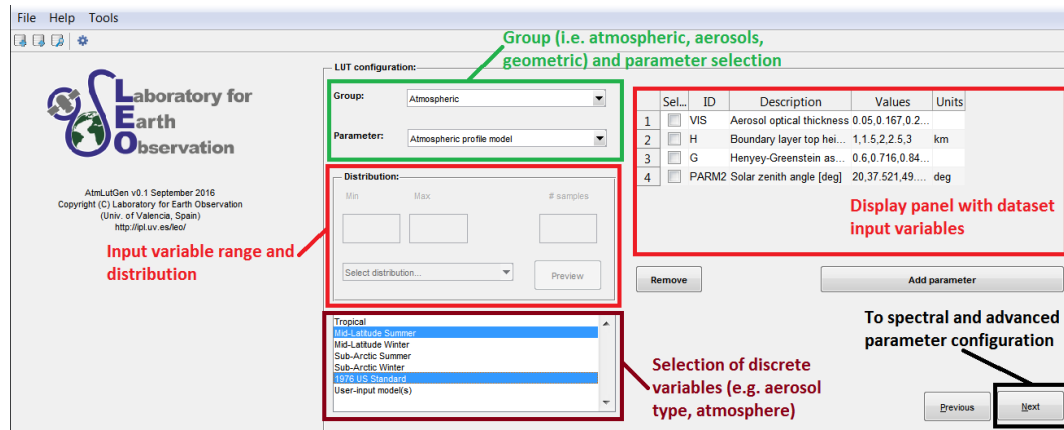 File Help Tools
Group (i.e. atmospheric, aerosols,
geometric) and parameter selection
Laboratory for
Earth
Observation
AtmLutGen v0.1 September 2016
Copyright (C) Laboratory for Earth Observation
(Univ. of Valencia, Spain)
http://ipl.uv.es/leo/
LUT configuration:
Group: Atmospheric
Parameter: Atmospheric profile model
Distribution:
Min Max # samples
Select distribution... Preview
Input variable range and
distribution
Tropical
Mid-Latitude Summer
Mid-Latitude Winter
Sub-Arctic Summer
Sub-Arctic Winter
1976 US Standard
User-input model(s)
Selection of discrete
variables (e.g. aerosol
type, atmosphere)
Sel... ID Description Values Units
1 VIS Aerosol optical thickness 0.05,0.167,0.2...
2 H Boundary layer top hei... 1,1.5,2,2.5,3 km
3 G Henyey-Greenstein as... 0.6,0.716,0.84...
4 PARM2 Solar zenith angle [deg] 20,37.521,49.... deg
Display panel with dataset
input variables
Remove Add parameter
To spectral and advanced
parameter configuration
Previous Next